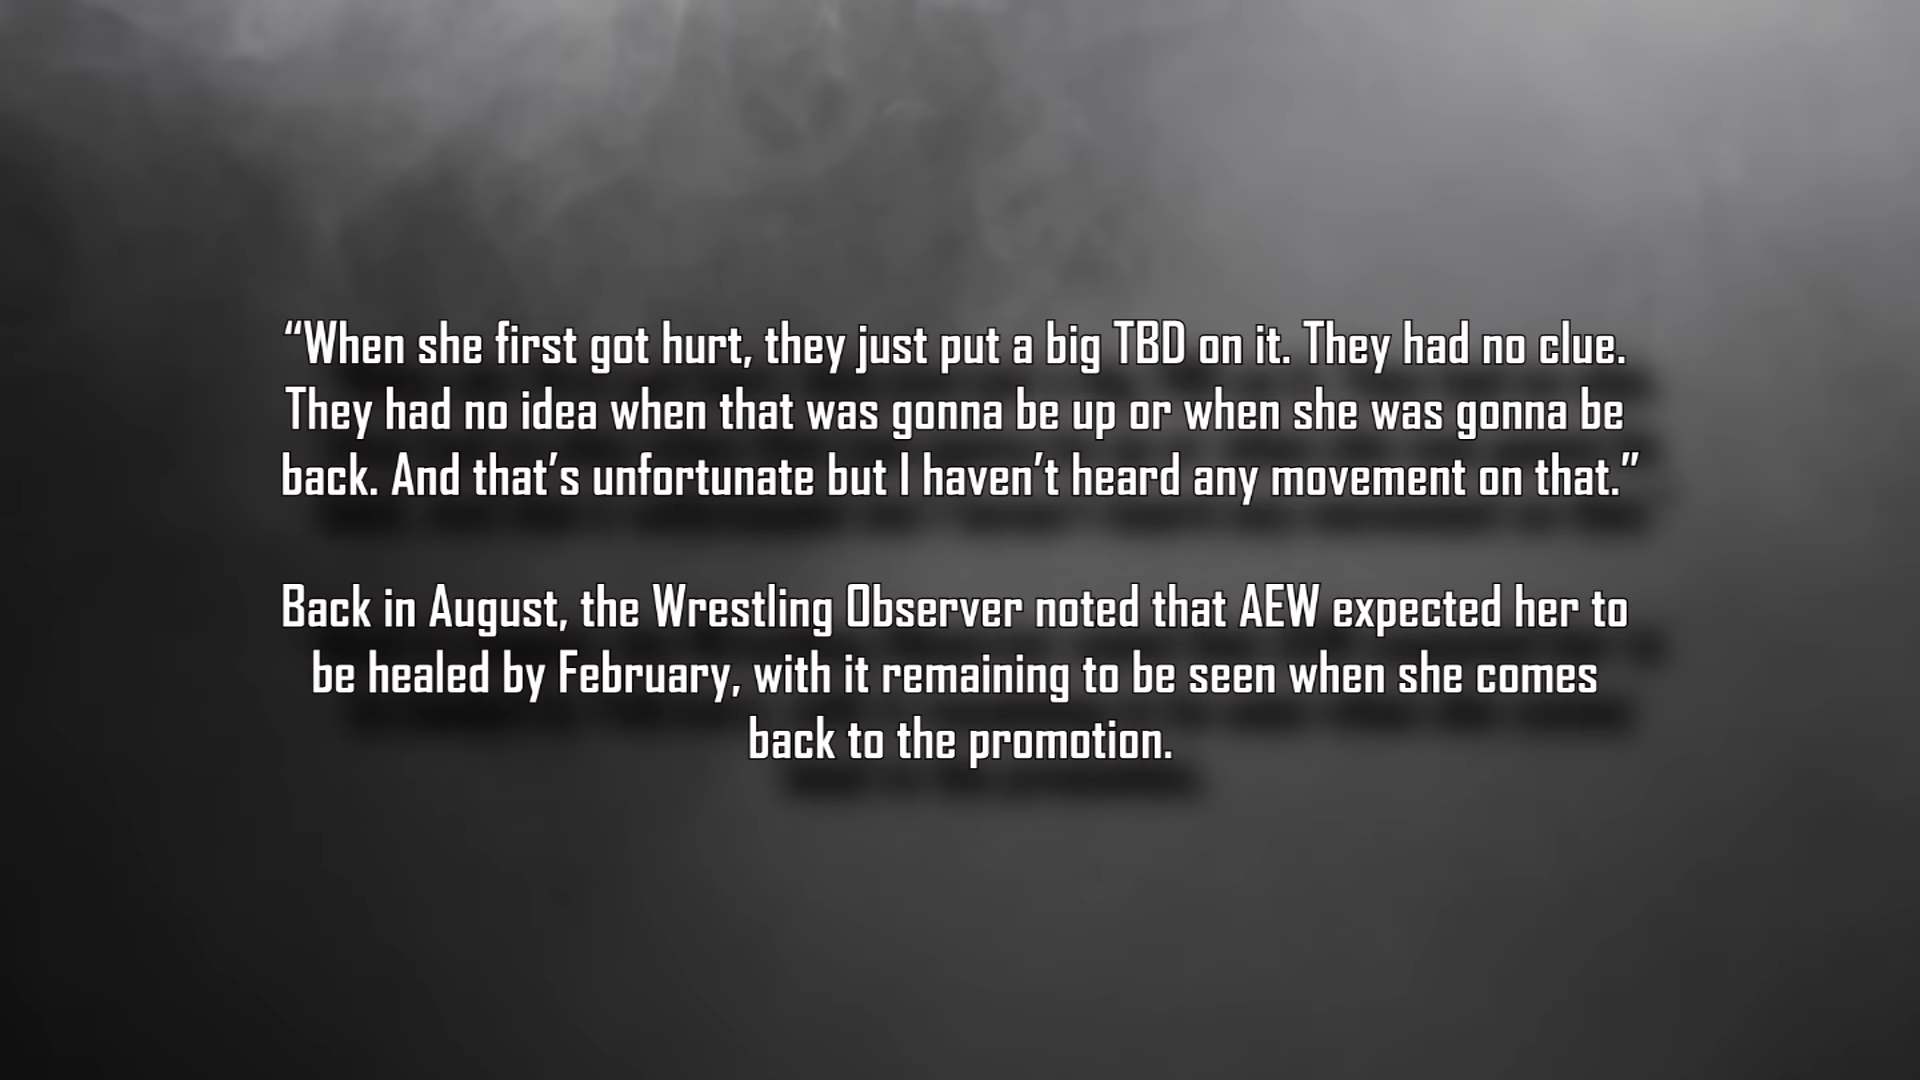 “When she first got hurt, they just put a big TBD on it. They had no clue.
They had no idea when that was gonna be up or when she was gonna be
back. And that’s unfortunate but I haven’t heard any movement on that.”
Back in August, the Wrestling Observer noted that AEW expected her to
be healed by February, with it remaining to be seen when she comes
back to the promotion.